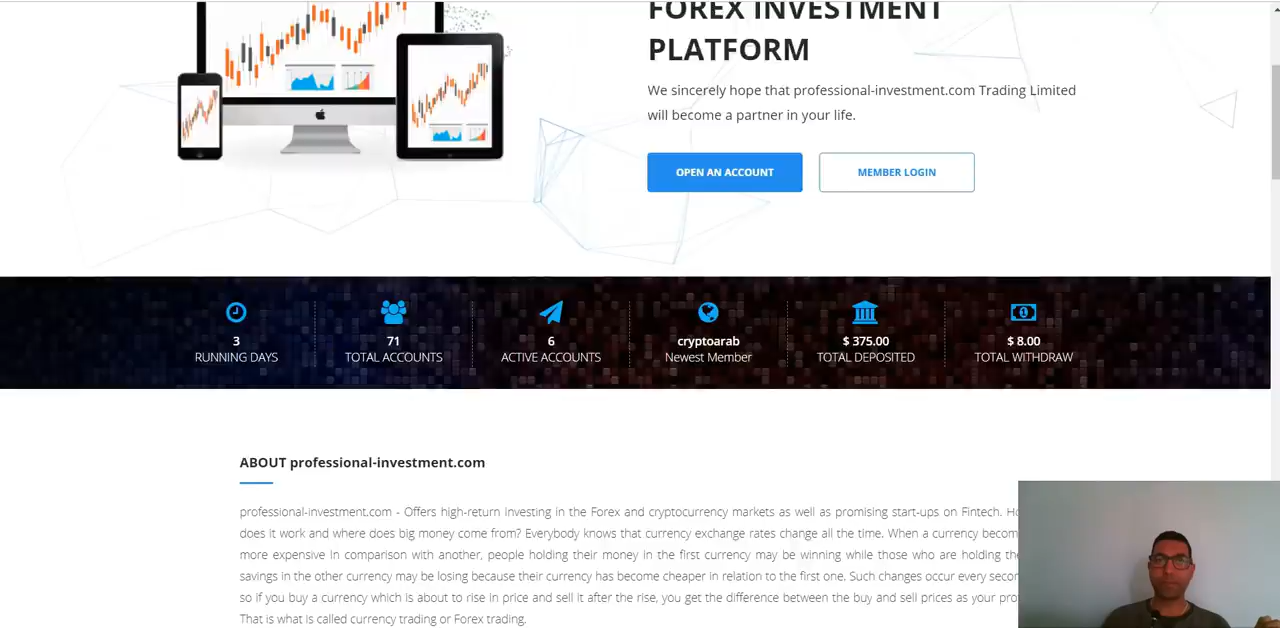 FOREX INVESTMENT
PLATFORM
We sincerely hope that professional-investment.com Trading Limited
will become a partner in your life.
OPEN AN ACCOUNT
MEMBER LOGIN
3
RUNNING DAYS
71
TOTAL ACCOUNTS
6
ACTIVE ACCOUNTS
cryptoarab
Newest Member
$ 375.00
TOTAL DEPOSITED
$ 8.00
TOTAL WITHDRAW
ABOUT professional-investment.com
professional-investment.com - Offers high-return investing in the Forex and cryptocurrency markets as well as promising start-ups on Fintech.
does it work and where does big money come from? Everybody knows that currency exchange rates change all the time. When a currency
more expensive in comparison with another, people holding their money in the first currency may be winning while those who are holding
savings in the other currency may be losing because their currency has become cheaper in relation to the first one. Such changes occur every
so if you buy a currency which is about to rise in price and sell it after the rise, you get the difference between the buy and sell prices as your
That is what is called currency trading or Forex trading.